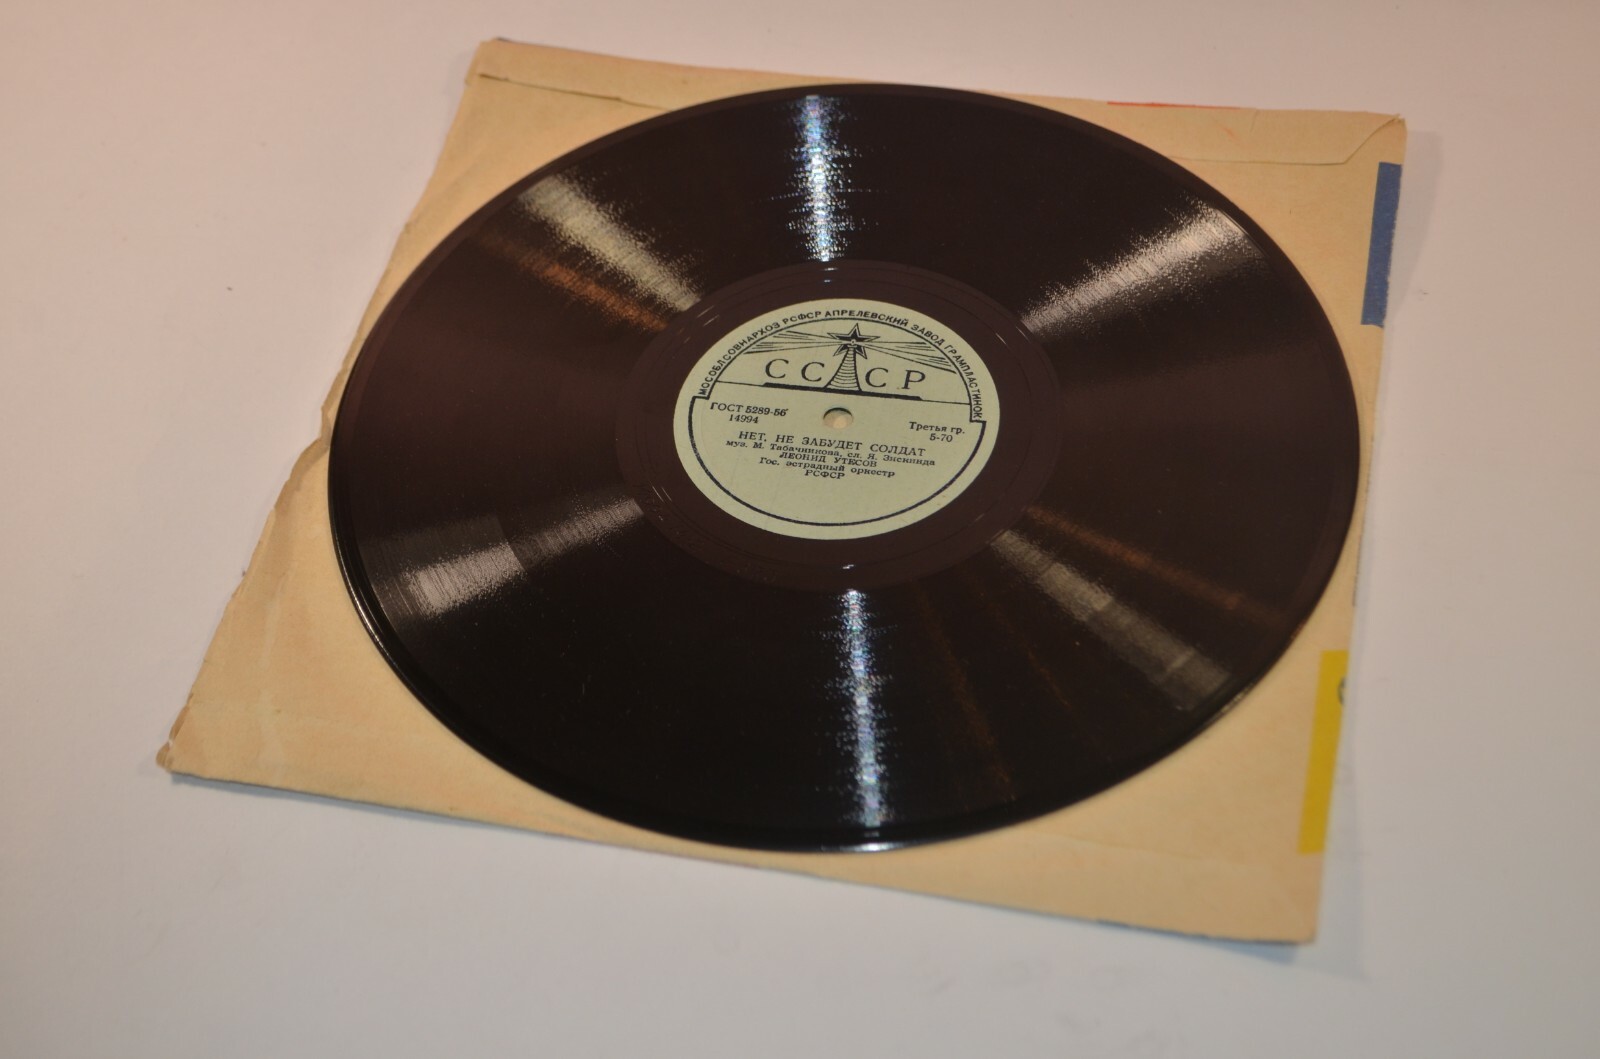 МОСОБЛСОВНАРХОЗ РСФСР АПРЕЛЕВСКИЙ ЗАВОД ГРАМПЛАСТИНОК
СССР
ГОСТ 5289-56
14994
Третья гр.
5-70
НЕТ, НЕ ЗАБУДЕТ СОЛДАТ
муз. М. Табачникова, сл. Я.
ЛЕОНИД УТЕСОВ
Гос. эстрадный оркестр
РСФСР